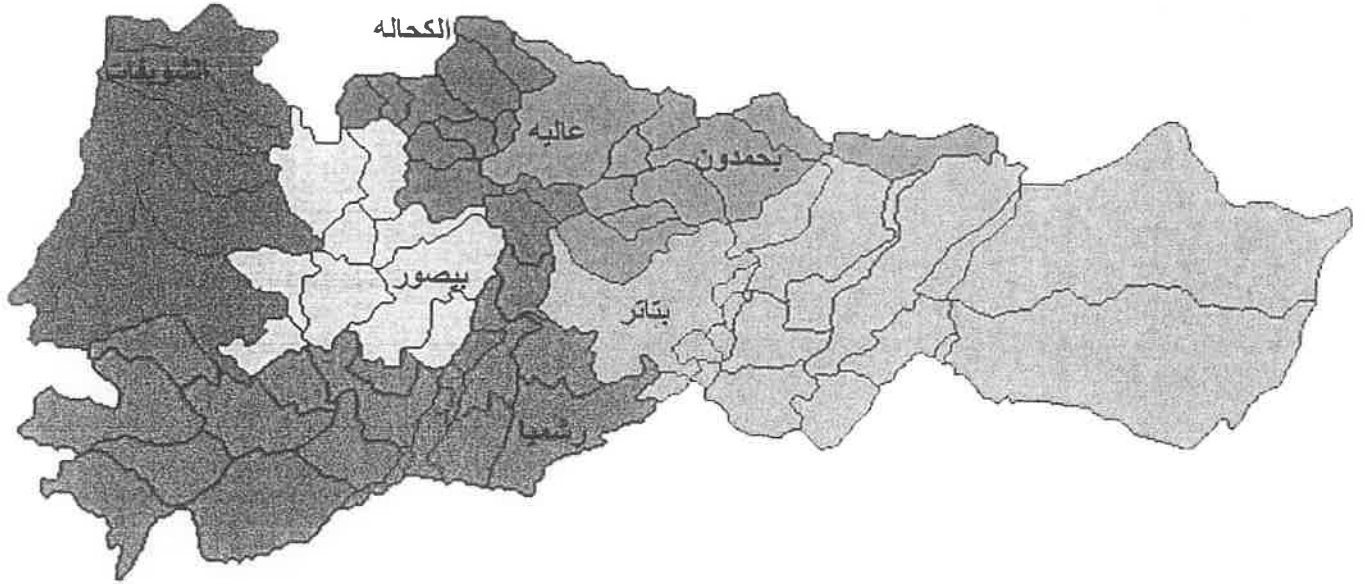 الكحاله
الشويفات
عاليه
بحمدون
بيصور
بتاتر
رشميا